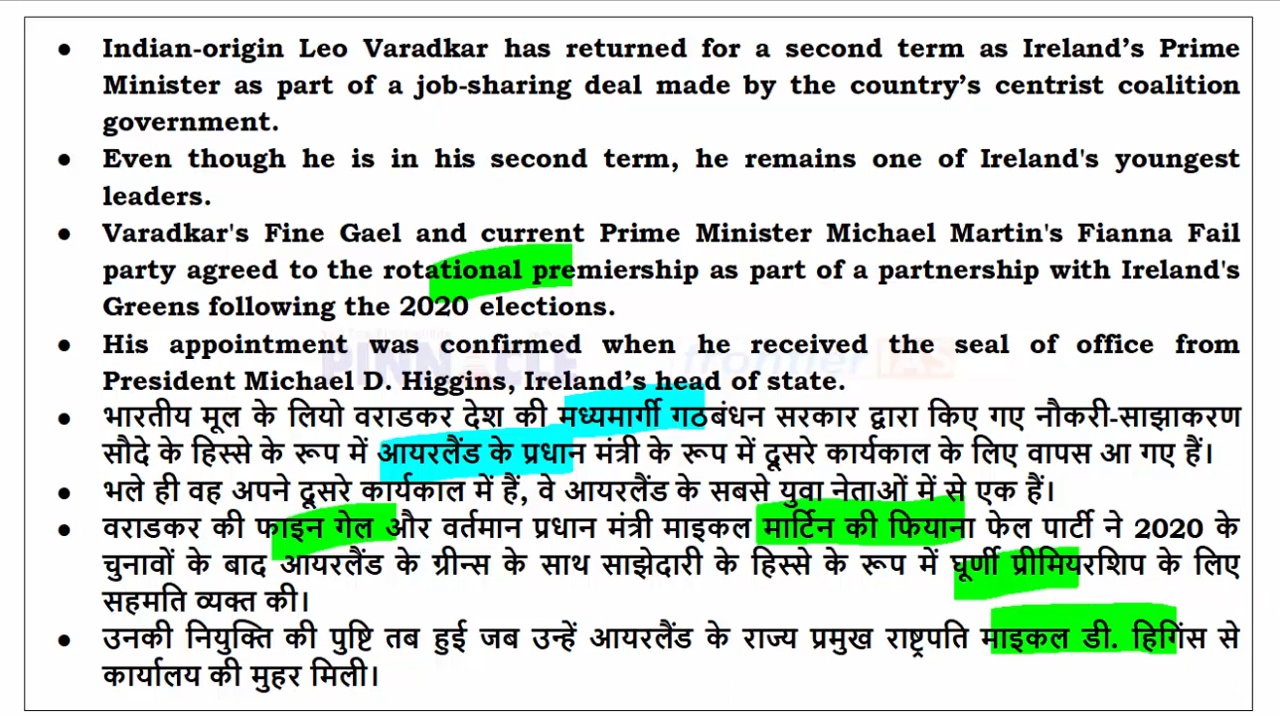 ● Indian-origin Leo Varadkar has returned for a second term as Ireland’s Prime
Minister as part of a job-sharing deal made by the country’s centrist coalition
government.
● Even though he is in his second term, he remains one of Ireland's youngest
leaders.
● Varadkar's Fine Gael and current Prime Minister Michael Martin's Fianna Fail
party agreed to the rotational premiership as part of a partnership with Ireland's
Greens following the 2020 elections.
● His appointment was confirmed when he received the seal of office from
President Michael D. Higgins, Ireland’s head of state.
PINNACLE frontier IAS
● भारतीय मूल के लियो वराडकर देश की मध्यमार्गी गठबंधन सरकार द्वारा किए गए नौकरी-साझाकरण
सौदे के हिस्से के रूप में आयरलैंड के प्रधान मंत्री के रूप में दूसरे कार्यकाल के लिए वापस आ गए हैं।
● भले ही वह अपने दूसरे कार्यकाल में हैं, वे आयरलैंड के सबसे युवा नेताओं में से एक हैं।
● वराडकर की फाइन गेल और वर्तमान प्रधान मंत्री माइकल मार्टिन की फियाना फेल पार्टी ने 2020 के
चुनावों के बाद आयरलैंड के ग्रीन्स के साथ साझेदारी के हिस्से के रूप में घूर्णी प्रीमियरशिप के लिए
सहमति व्यक्त की।
● उनकी नियुक्ति की पुष्टि तब हुई जब उन्हें आयरलैंड के राज्य प्रमुख राष्ट्रपति माइकल डी. हिगिंस से
कार्यालय की मुहर मिली।